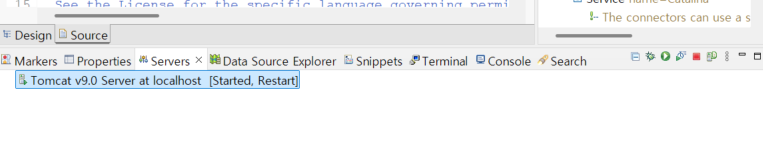 15 See the License for the specific language governing permi
Service name=Catalina
The connectors can use a s
Design Source
Markers Properties Servers Data Source Explorer Snippets Terminal Console Search
Tomcat v9.0 Server at localhost [Started, Restart]